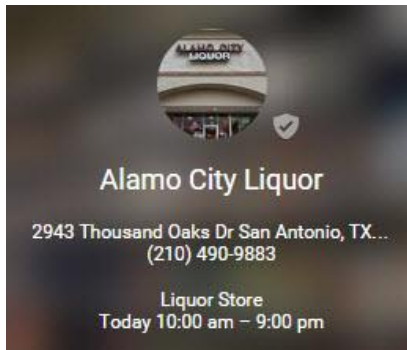 ALAMO CITY
LIQUOR
Alamo City Liquor
2943 Thousand Oaks Dr San Antonio, TX...
(210) 490-9883
Liquor Store
Today 10:00 am – 9:00 pm